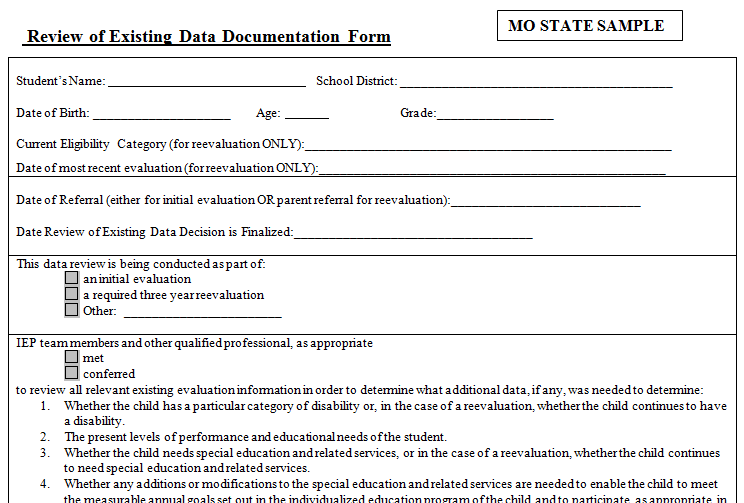 Review of Existing Data Documentation Form
MO STATE SAMPLE
Student's Name: ____________________________ School District: ______________________________________
Date of Birth: ____________________ Age: ______ Grade:________________
Current Eligibility Category (for reevaluation ONLY):____________________________________________________
Date of most recent evaluation (for reevaluation ONLY):_________________________________________________
Date of Referral (either for initial evaluation OR parent referral for reevaluation):___________________________
Date Review of Existing Data Decision is Finalized:__________________________________
This data review is being conducted as part of:
an initial evaluation
a required three year reevaluation
Other: _______________________
IEP team members and other qualified professional, as appropriate
met
conferred
to review all relevant existing evaluation information in order to determine what additional data, if any, was needed to determine:
1. Whether the child has a particular category of disability or, in the case of a reevaluation, whether the child continues to have
a disability.
2. The present levels of performance and educational needs of the student.
3. Whether the child needs special education and related services, or in the case of a reevaluation, whether the child continues
to need special education and related services.
4. Whether any additions or modifications to the special education and related services are needed to enable the child to meet
the measurable annual goals set out in the individualized education program of the child and to participate, as appropriate, in